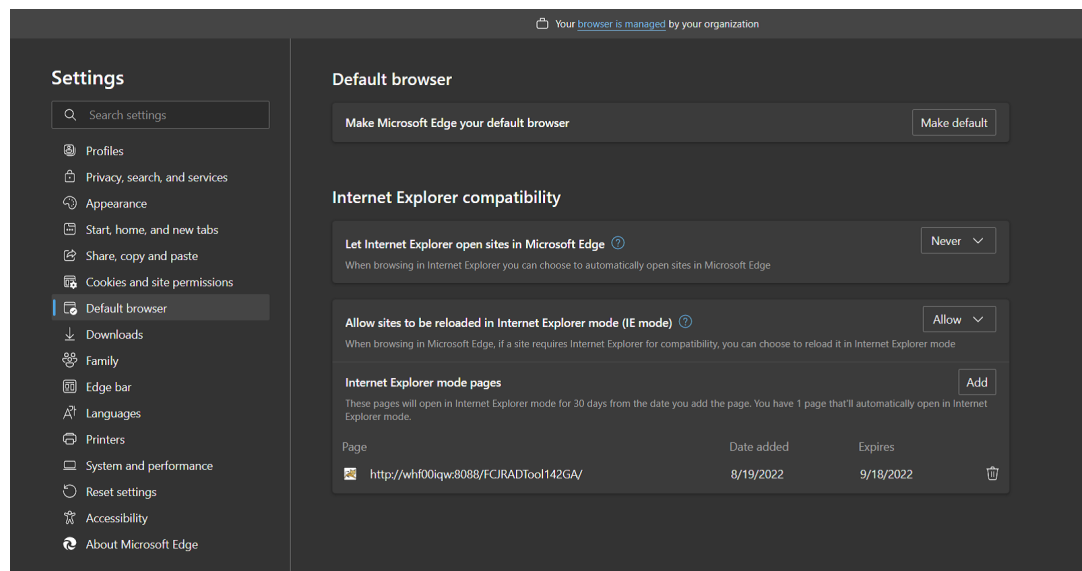 Your browser is managed by your organization
Settings
Search settings
Profiles
Privacy, search, and services
Appearance
Start, home, and new tabs
Share, copy and paste
Cookies and site permissions
Default browser
Downloads
Family
Edge bar
Languages
Printers
System and performance
Reset settings
Accessibility
About Microsoft Edge
Default browser
Make Microsoft Edge your default browser
Make default
Internet Explorer compatibility
Let Internet Explorer open sites in Microsoft Edge
Never
When browsing in Internet Explorer you can choose to automatically open sites in Microsoft Edge
Allow sites to be reloaded in Internet Explorer mode (IE mode)
Allow
When browsing in Microsoft Edge, if a site requires Internet Explorer for compatibility, you can choose to reload it in Internet Explorer mode
Internet Explorer mode pages
Add
These pages will open in Internet Explorer mode for 30 days from the date you add the page. You have 1 page that'll automatically open in Internet
Explorer mode.
Page Date added Expires
http://whf00iqw:8088/FCJRADTool142GA/ 8/19/2022 9/18/2022